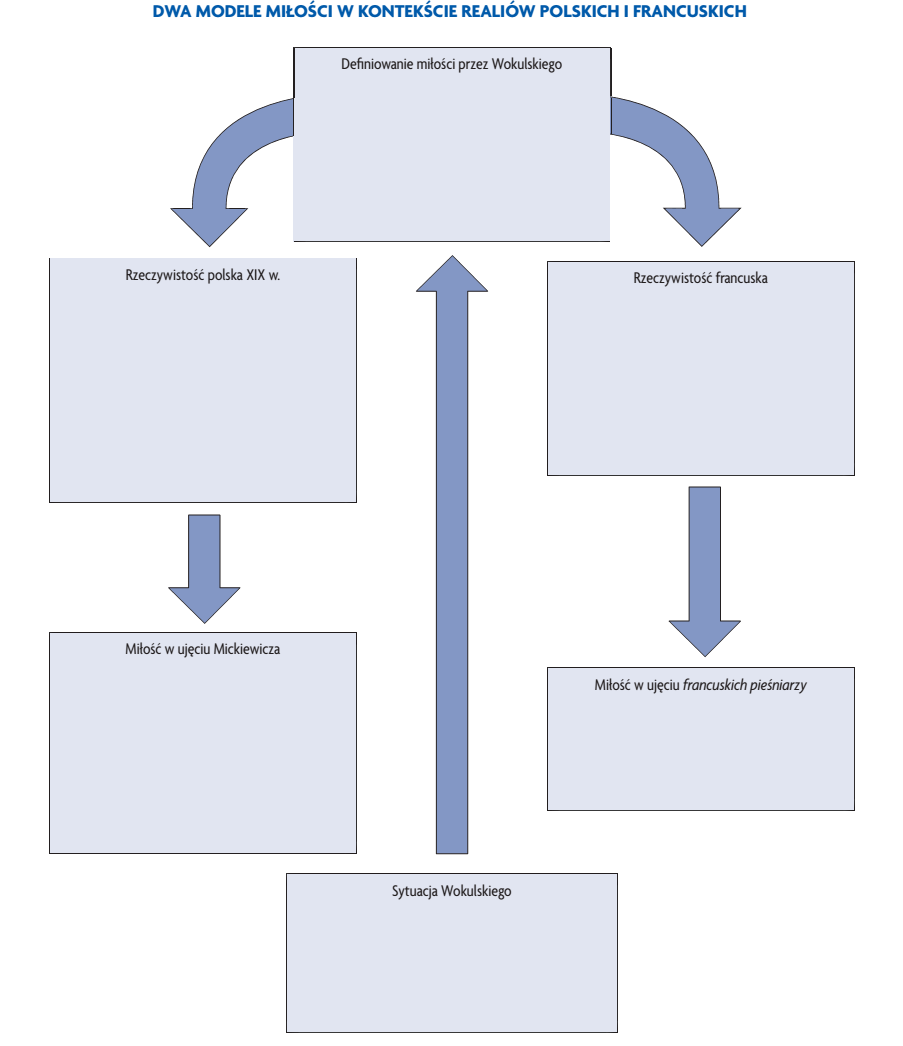 DWA MODELE MIŁOŚCI W KONTEKŚCIE REALIÓW POLSKICH I FRANCUSKICH
Definiowanie miłości przez Wokulskiego
Rzeczywistość polska XIX w.
Rzeczywistość francuska
Miłość w ujęciu Mickiewicza
Miłość w ujęciu francuskich pieśniarzy
Sytuacja Wokulskiego